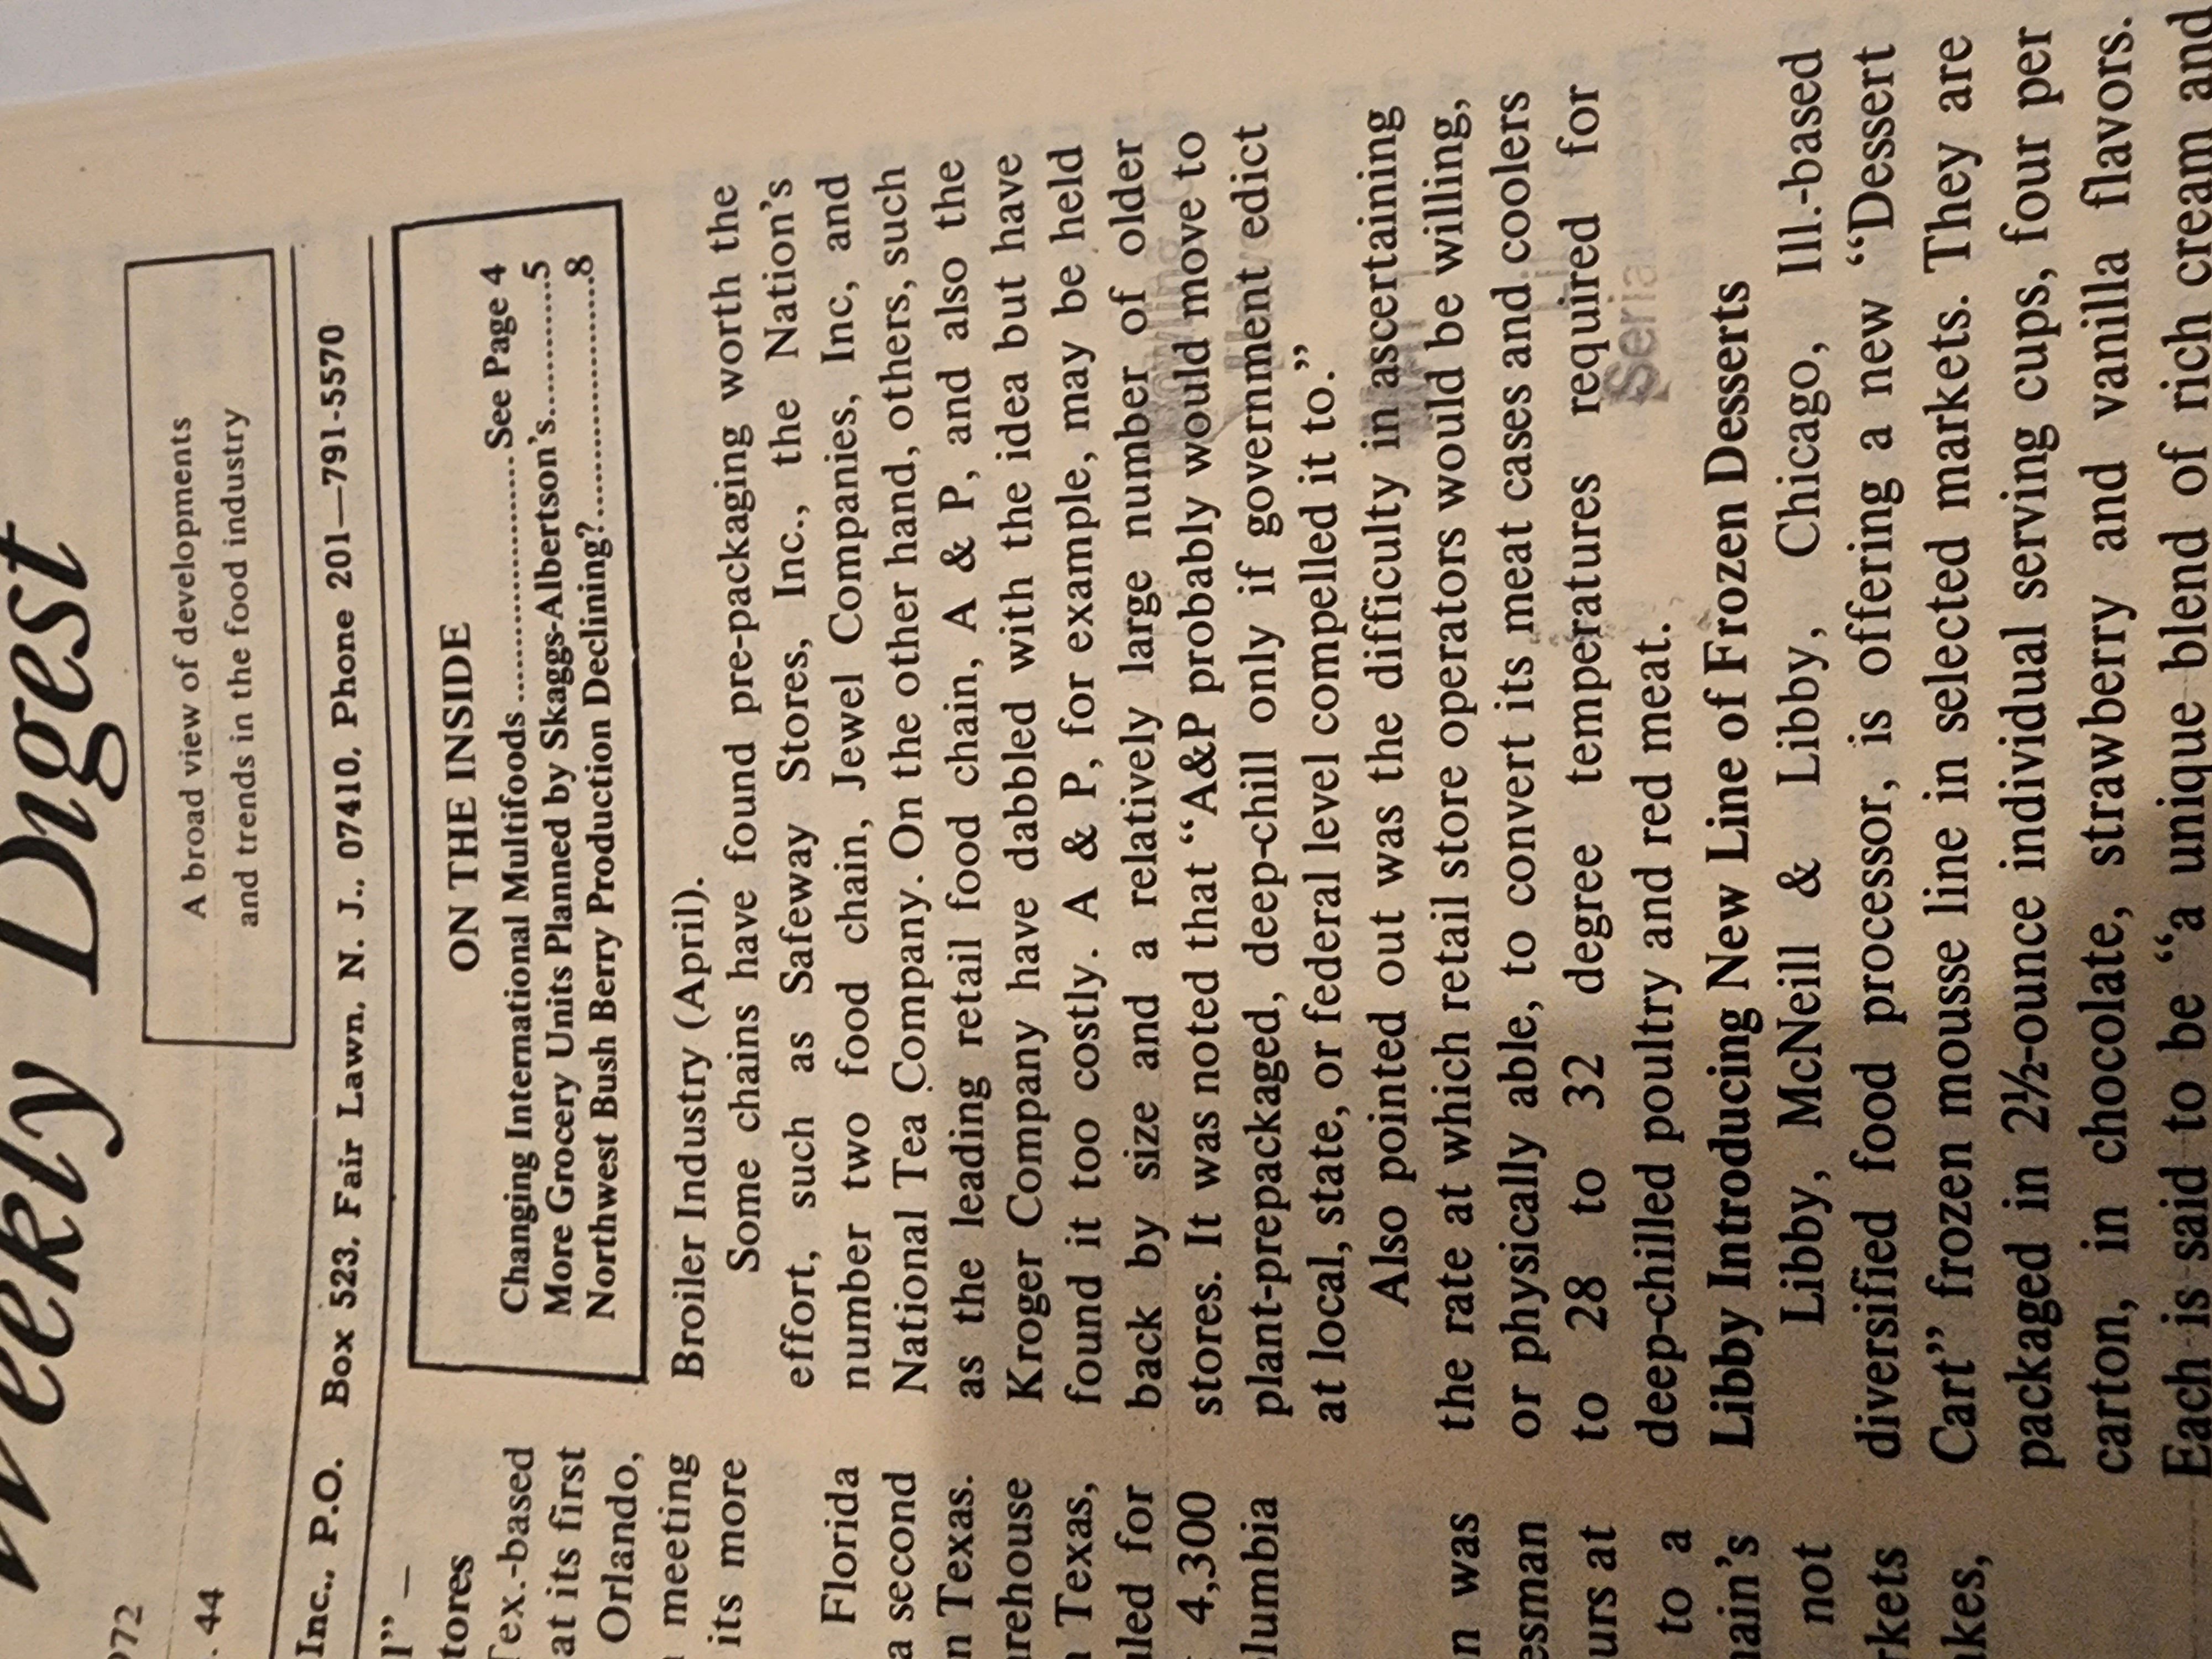 Weekly Digest
A broad view of developments
and trends in the food industry
972
. 44
Inc., P.O. Box 523, Fair Lawn, N. J., 07410, Phone 201—791-5570
l” –
tores
Tex.-based
at its first
Orlando,
meeting
its more
Florida
a second
n Texas.
rehouse
n Texas,
uled for
4,300
olumbia
n was
esman
urs at
to a
hain’s
not
rkets
akes,
ON THE INSIDE
Changing International Multifoods..................See Page 4
More Grocery Units Planned by Skaggs-Albertson’s............5
Northwest Bush Berry Production Declining?......................8
Broiler Industry (April).
Some chains have found pre-packaging worth the
effort, such as Safeway Stores, Inc., the Nation’s
number two food chain, Jewel Companies, Inc, and
National Tea Company. On the other hand, others, such
as the leading retail food chain, A & P, and also the
Kroger Company have dabbled with the idea but have
found it too costly. A & P, for example, may be held
back by size and a relatively large number of older
stores. It was noted that “A&P probably would move to
plant-prepackaged, deep-chill only if government edict
at local, state, or federal level compelled it to.”
Also pointed out was the difficulty in ascertaining
the rate at which retail store operators would be willing,
or physically able, to convert its meat cases and coolers
to 28 to 32 degree temperatures required for
deep-chilled poultry and red meat.
Libby Introducing New Line of Frozen Desserts
Libby, McNeill & Libby, Chicago, Ill.-based
diversified food processor, is offering a new “Dessert
Cart” frozen mousse line in selected markets. They are
packaged in 2½-ounce individual serving cups, four per
carton, in chocolate, strawberry and vanilla flavors.
Each is said to be “a unique blend of rich cream and
Serial